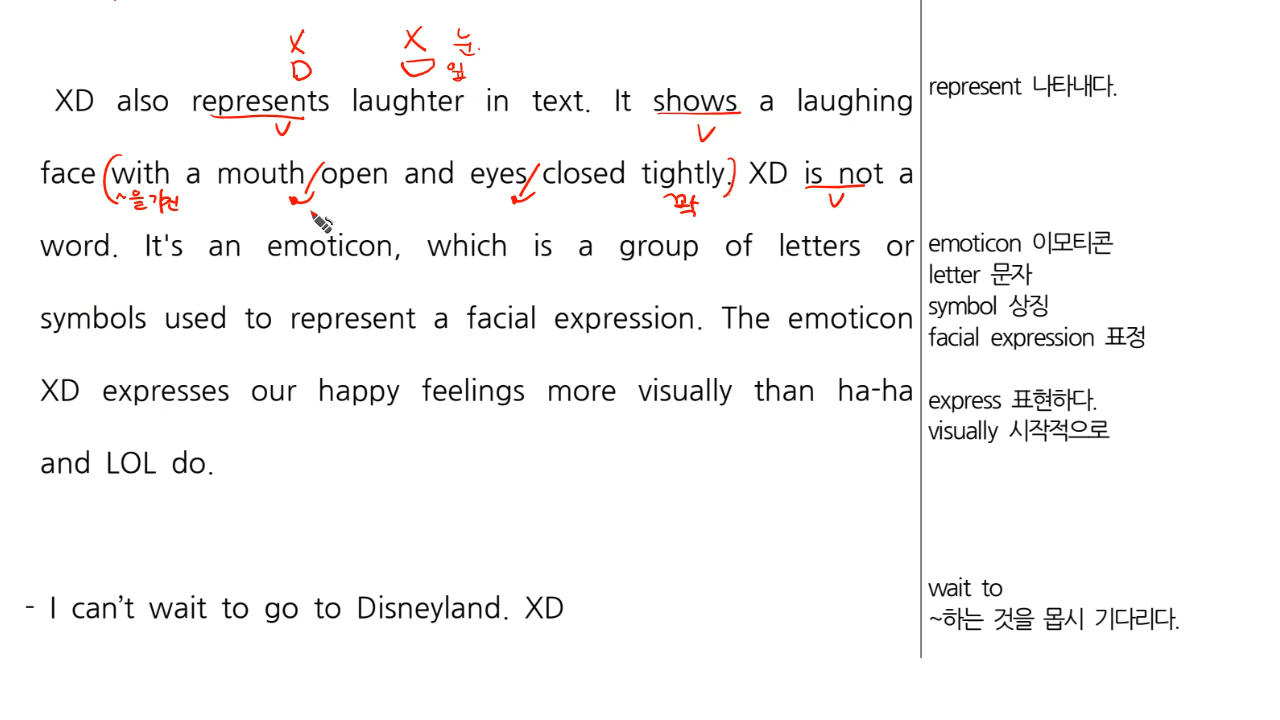 X X 눈
D 입
XD also represents laughter in text. It shows a laughing
V V
face (with a mouth open and eyes closed tightly.) XD is not a
~을 가진 꽉 V
word. It's an emoticon, which is a group of letters or
symbols used to represent a facial expression. The emoticon
XD expresses our happy feelings more visually than ha-ha
and LOL do.
- I can't wait to go to Disneyland. XD
represent 나타내다.
emoticon 이모티콘
letter 문자
symbol 상징
facial expression 표정
express 표현하다.
visually 시작적으로
wait to
~하는 것을 몹시 기다리다.